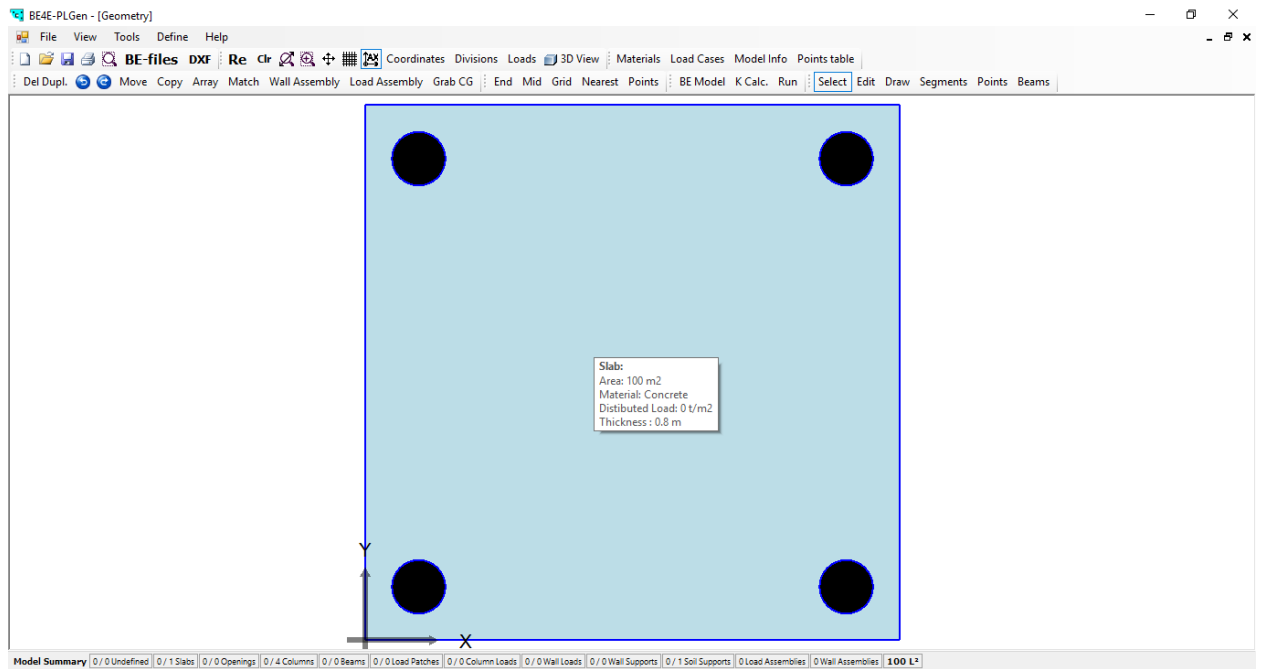 BE4E-PLGen - [Geometry]
File View Tools Define Help
BE-files DXF Re Clr Coordinates Divisions Loads 3D View Materials Load Cases Model Info Points table
Del Dupl. Move Copy Array Match Wall Assembly Load Assembly Grab CG End Mid Grid Nearest Points BE Model K Calc. Run Select Edit Draw Segments Points Beams
Slab:
Area: 100 m2
Material: Concrete
Distibuted Load: 0 t/m2
Thickness : 0.8 m
Y
X
Model Summary 0 / 0 Undefined 0 / 1 Slabs 0 / 0 Openings 0 / 4 Columns 0 / 0 Beams 0 / 0 Load Patches 0 / 0 Column Loads 0 / 0 Wall Loads 0 / 0 Wall Supports 0 / 1 Soil Supports 0 Load Assemblies 0 Wall Assemblies 100 L²